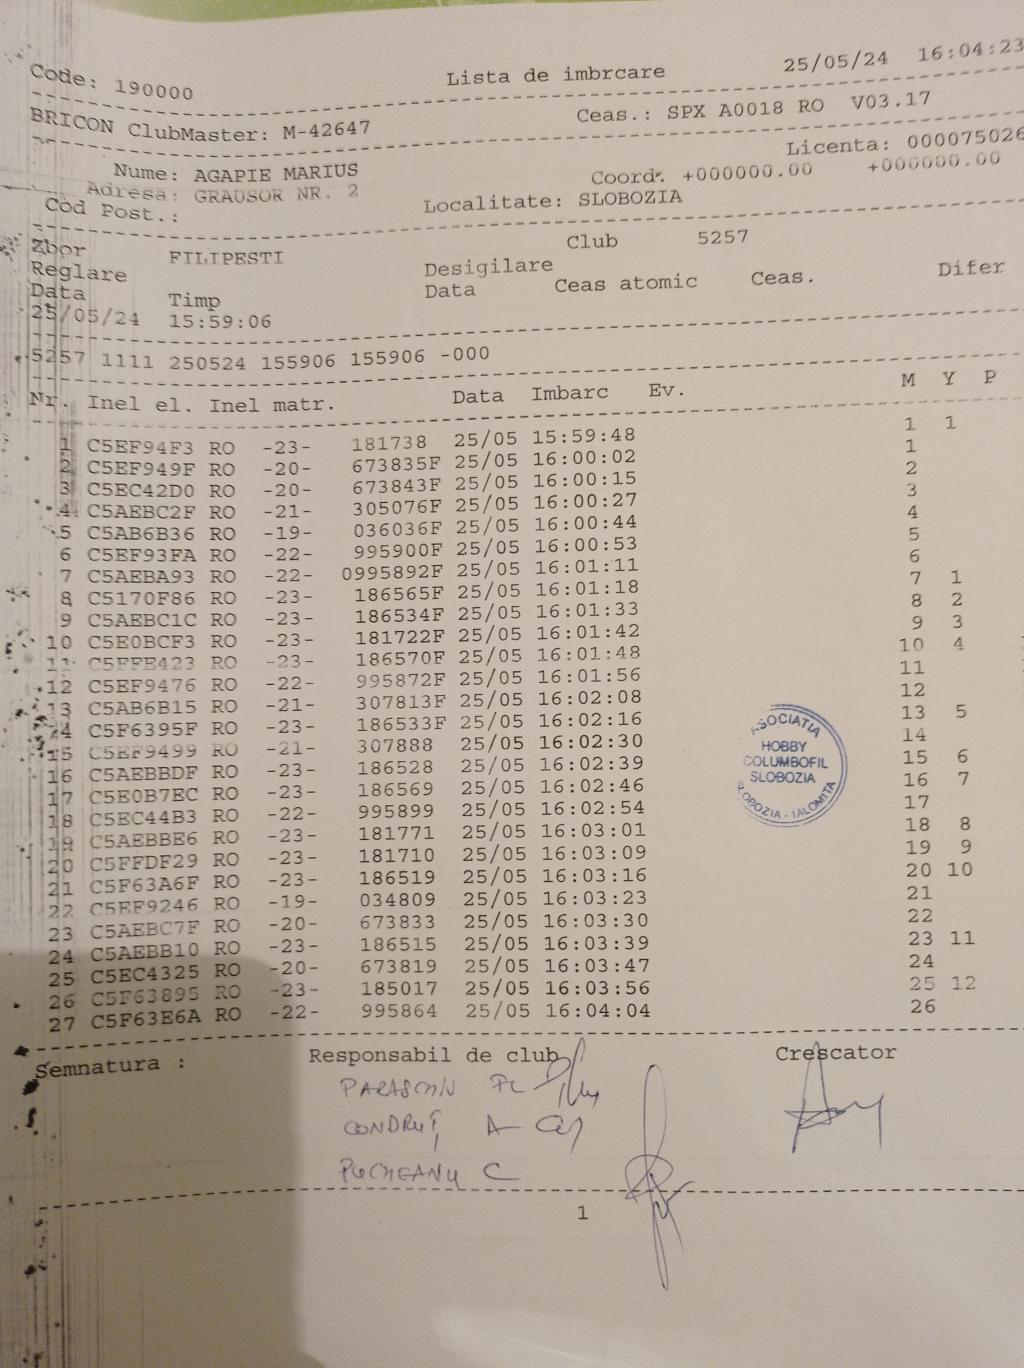 Code: 190000 Lista de imbrcare 25/05/24 16:04:23
BRICON ClubMaster: M-42647 Ceas.: SPX A0018 RO V03.17
Licenta: 000075026
Nume: AGAPIE MARIUS Coord. +000000.00 +000000.00
Adresa: GRAUSOR NR. 2
Cod Post.: Localitate: SLOBOZIA
Zbor FILIPESTI Club 5257
Reglare Desigilare
Data Timp Data Ceas atomic Ceas. Difer
25/05/24 15:59:06
5257 1111 250524 155906 155906 -000
Nr. Inel el. Inel matr. Data Imbarc Ev. M Y P
1 C5EF94F3 RO -23- 181738 25/05 15:59:48 1 1
2 C5EF949F RO -20- 673835F 25/05 16:00:02 1
3 C5EC42D0 RO -20- 673843F 25/05 16:00:15 2
4 C5AEBC2F RO -21- 305076F 25/05 16:00:27 3
5 C5AB6B36 RO -19- 036036F 25/05 16:00:44 4
6 C5EF93FA RO -22- 995900F 25/05 16:00:53 5
7 C5AEBA93 RO -22- 0995892F 25/05 16:01:11 6
8 C5170F86 RO -23- 186565F 25/05 16:01:18 7 1
9 C5AEBC1C RO -23- 186534F 25/05 16:01:33 8 2
10 C5E0BCF3 RO -23- 181722F 25/05 16:01:42 9 3
11 C5FFE423 RO -23- 186570F 25/05 16:01:48 10 4
12 C5EF9476 RO -22- 995872F 25/05 16:01:56 11
13 C5AB6B15 RO -21- 307813F 25/05 16:02:08 12
14 C5F6395F RO -23- 186533F 25/05 16:02:16 13 5
15 C5EF9499 RO -21- 307888 25/05 16:02:30 14
16 C5AEBBDF RO -23- 186528 25/05 16:02:39 15 6
17 C5E0B7EC RO -23- 186569 25/05 16:02:46 16 7
18 C5EC44B3 RO -22- 995899 25/05 16:02:54 17
19 C5AEBBE6 RO -23- 181771 25/05 16:03:01 18 8
20 C5FFDF29 RO -23- 181710 25/05 16:03:09 19 9
21 C5F63A6F RO -23- 186519 25/05 16:03:16 20 10
22 C5EF9246 RO -19- 034809 25/05 16:03:23 21
23 C5AEBC7F RO -20- 673833 25/05 16:03:30 22
24 C5AEBB10 RO -23- 186515 25/05 16:03:39 23 11
25 C5EC4325 RO -20- 673819 25/05 16:03:47 24
26 C5F63895 RO -23- 185017 25/05 16:03:56 25 12
27 C5F63E6A RO -22- 995864 25/05 16:04:04 26
ASOCIATIA
HOBBY
COLUMBOFIL
SLOBOZIA
SLOBOZIA - IALOMITA
Semnatura : Responsabil de club Crescator
CONDRUȚ A
PUCHEANU C
1